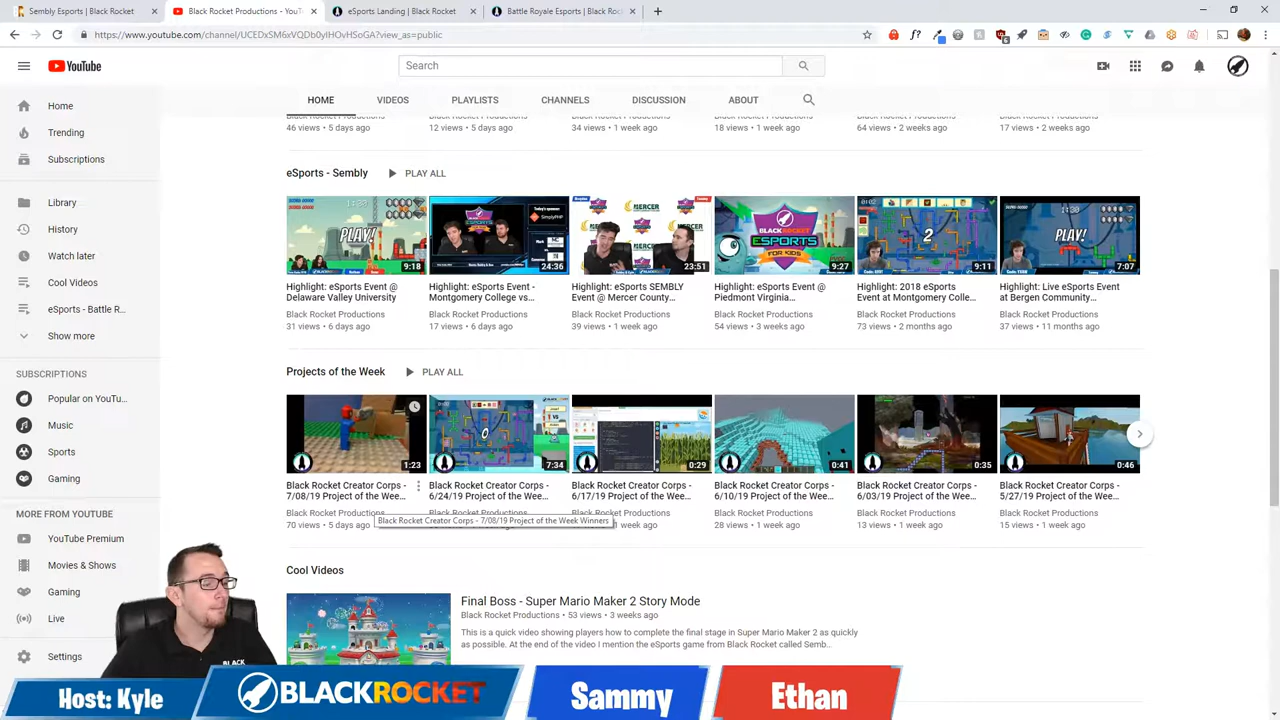 Sembly Esports | Black Rocket
Black Rocket Productions - YouT
eSports Landing | Black Rocket
Battle Royale Esports | Black Roc
https://www.youtube.com/channel/UCEDxSM6xVQDb0yIHOvHSoGA?view_as=public
YouTube
Search
HOME VIDEOS PLAYLISTS CHANNELS DISCUSSION ABOUT
Home
Trending
Subscriptions
Library
History
Watch later
Cool Videos
eSports - Battle R...
Show more
SUBSCRIPTIONS
Popular on YouTu...
Music
Sports
Gaming
MORE FROM YOUTUBE
YouTube Premium
Movies & Shows
Gaming
Live
Settings
46 views • 5 days ago
12 views • 5 days ago
34 views • 1 week ago
18 views • 1 week ago
64 views • 2 weeks ago
17 views • 2 weeks ago
eSports - Sembly PLAY ALL
1:30
PLAY!
9:18
Highlight: eSports Event @
Delaware Valley University
Black Rocket Productions
31 views • 6 days ago
24:36
Highlight: eSports Event -
Montgomery College vs...
Black Rocket Productions
17 views • 6 days ago
MERCER
23:51
Highlight: eSports SEMBLY
Event @ Mercer County...
Black Rocket Productions
39 views • 1 week ago
BLACKROCKET
ESPORTS
FOR KIDS
9:27
Highlight: eSports Event @
Piedmont Virginia...
Black Rocket Productions
54 views • 3 weeks ago
0:02
2
9:11
Highlight: 2018 eSports
Event at Montgomery Colle...
Black Rocket Productions
73 views • 2 months ago
1:30
PLAY!
7:07
Highlight: Live eSports Event
at Bergen Community...
Black Rocket Productions
37 views • 11 months ago
Projects of the Week PLAY ALL
1:23
Black Rocket Creator Corps -
7/08/19 Project of the Wee...
Black Rocket Productions
70 views • 5 days ago
Black Rocket Creator Corps - 7/08/19 Project of the Week Winners
7:34
Black Rocket Creator Corps -
6/24/19 Project of the Wee...
0:29
Black Rocket Creator Corps -
6/17/19 Project of the Wee...
0:41
Black Rocket Creator Corps -
6/10/19 Project of the Wee...
Black Rocket Productions
28 views • 1 week ago
0:35
Black Rocket Creator Corps -
6/03/19 Project of the Wee...
Black Rocket Productions
13 views • 1 week ago
0:46
Black Rocket Creator Corps -
5/27/19 Project of the Wee...
Black Rocket Productions
15 views • 1 week ago
Cool Videos
Final Boss - Super Mario Maker 2 Story Mode
Black Rocket Productions • 53 views • 3 weeks ago
This is a quick video showing players how to complete the final stage in Super Mario Maker 2 as quickly
as possible. At the end of the video I mention the eSports game from Black Rocket called Semb..
BLACK
Host: Kyle
BLACKROCKET
Sammy
Ethan